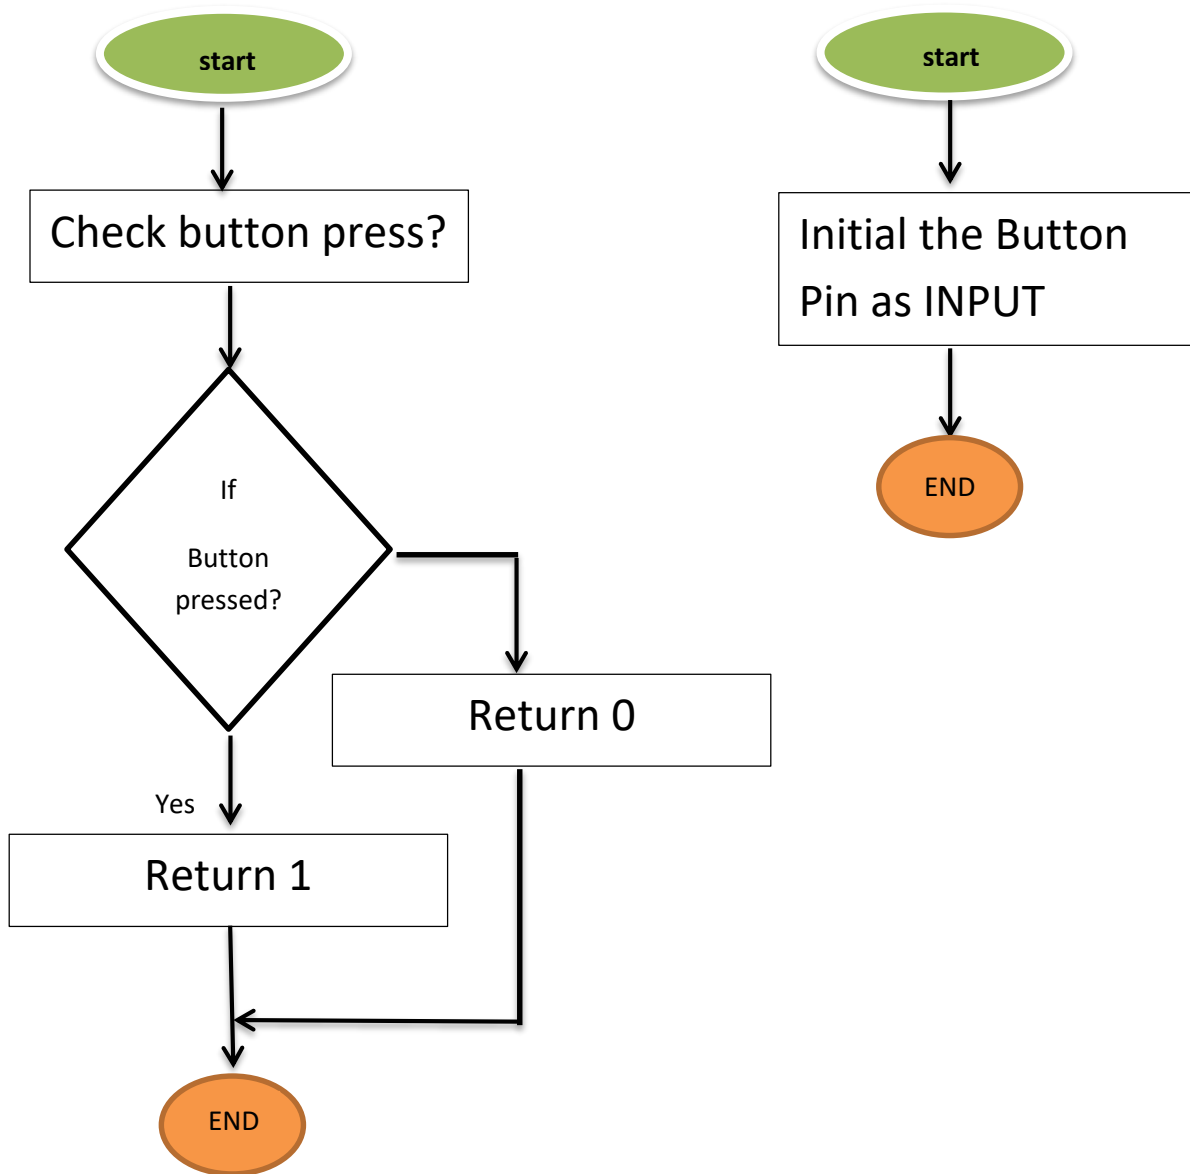 start
Check button press?
If
Button
pressed?
Return 0
Yes
Return 1
END
start
Initial the Button
Pin as INPUT
END